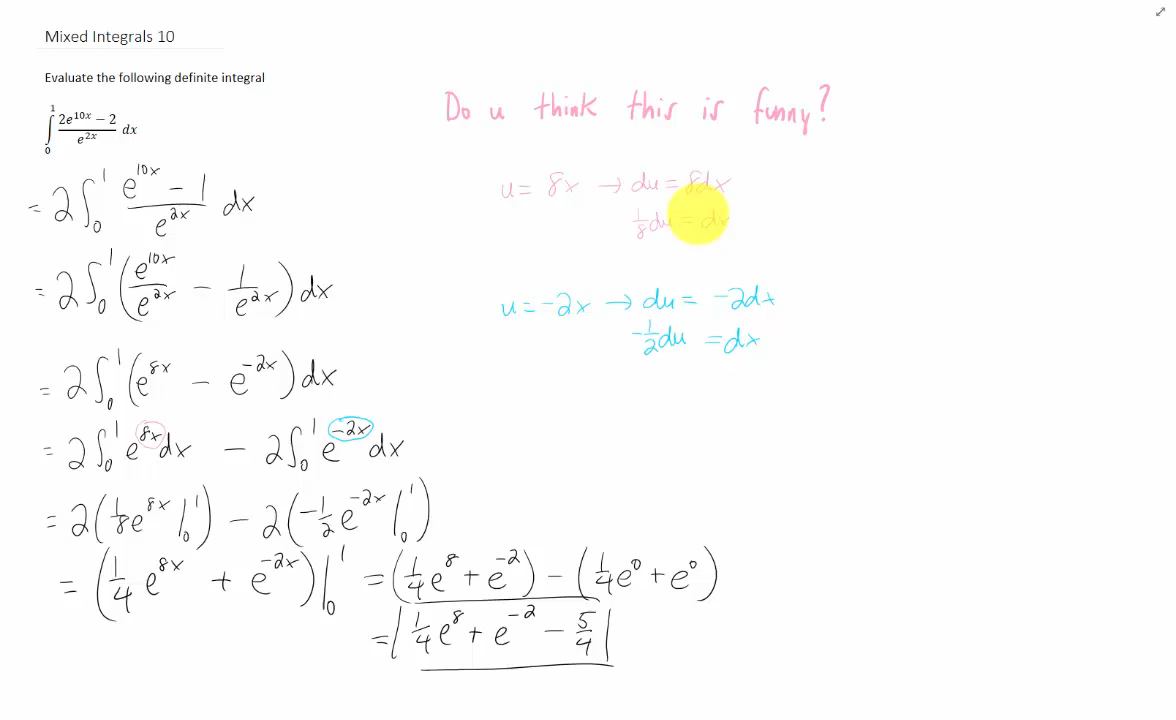 Mixed Integrals 10
Evaluate the following definite integral
∫₀¹ (2e^{10x} − 2)/e^{2x} dx
= 2∫₀¹ (e^{10x} − 1)/e^{2x} dx
= 2∫₀¹ (e^{10x}/e^{2x} − 1/e^{2x}) dx
= 2∫₀¹ (e^{8x} − e^{−2x}) dx
= 2∫₀¹ e^{8x} dx − 2∫₀¹ e^{−2x} dx
= 2(1/8 e^{8x} |₀¹) − 2(−1/2 e^{−2x} |₀¹)
= (1/4 e^{8x} + e^{−2x}) |₀¹ = (1/4 e^8 + e^{−2}) − (1/4 e^0 + e^0)
= | 1/4 e^8 + e^{−2} − 5/4 |
Do u think this is funny?
u = 8x → du = 8dx
1/8 du = dx
u = −2x → du = −2dx
−1/2 du = dx